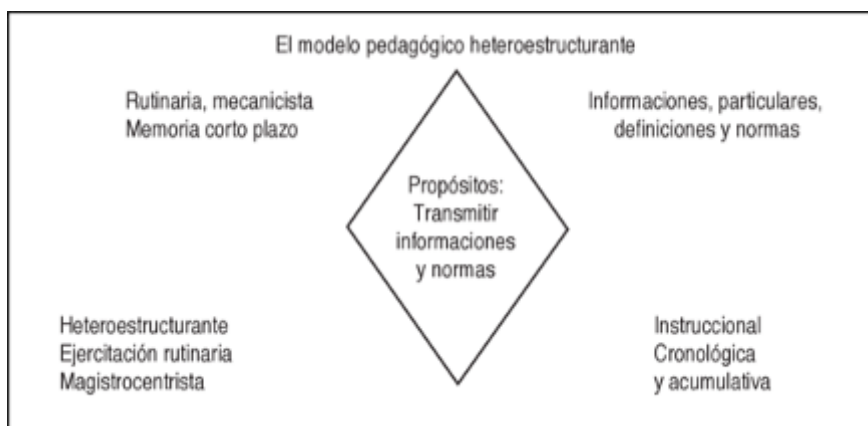 El modelo pedagógico heteroestructurante
Rutinaria, mecanicista
Memoria corto plazo
Informaciones, particulares,
definiciones y normas
Propósitos:
Transmitir
informaciones
y normas
Heteroestructurante
Ejercitación rutinaria
Magistrocentrista
Instruccional
Cronológica
y acumulativa